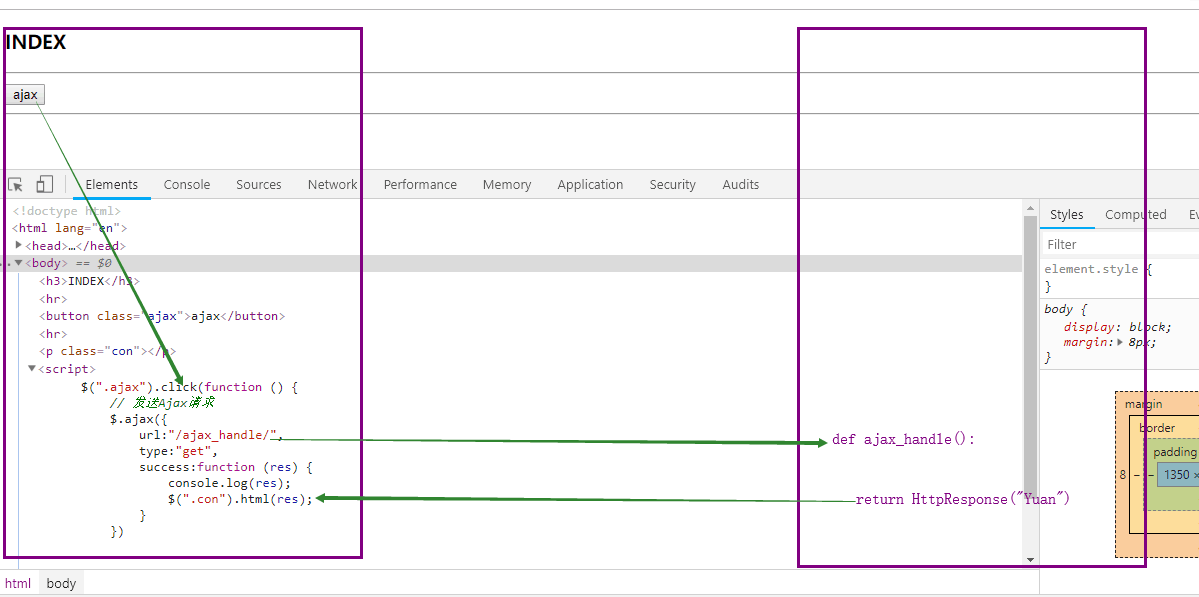 INDEX
ajax
Elements Console Sources Network Performance Memory Application Security Audits
<!doctype html>
<html lang="en">
<head>…</head>
<body> == $0
<h3>INDEX</h3>
<hr>
<button class="ajax">ajax</button>
<hr>
<p class="con"></p>
<script>
$(".ajax").click(function () {
// 发送Ajax请求
$.ajax({
url:"/ajax_handle/",
type:"get",
success:function (res) {
console.log(res);
$(".con").html(res);
}
})
def ajax_handle():
return HttpResponse("Yuan")
Styles Computed Ev
Filter
element.style {
}
body {
display: block;
margin: 8px;
}
margin
border
padding
8 – – 1350 ×
html body